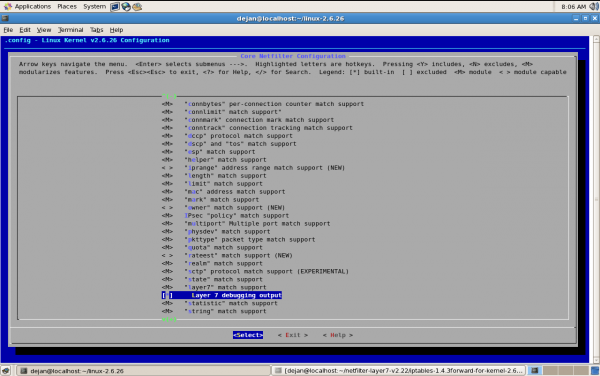 Applications Places System 8:06 AM
dejan@localhost:~/linux-2.6.26
File Edit View Terminal Tabs Help
.config - Linux Kernel v2.6.26 Configuration
Core Netfilter Configuration
Arrow keys navigate the menu. <Enter> selects submenus --->. Highlighted letters are hotkeys. Pressing <Y> includes, <N> excludes, <M>
modularizes features. Press <Esc><Esc> to exit, <?> for Help, </> for Search. Legend: [*] built-in [ ] excluded <M> module < > module capable
<M> "connbytes" per-connection counter match support
<M> "connlimit" match support"
<M> "connmark" connection mark match support
<M> "conntrack" connection tracking match support
<M> "dccp" protocol match support
<M> "dscp" and "tos" match support
<M> "esp" match support
<M> "helper" match support
< > "iprange" address range match support (NEW)
<M> "length" match support
<M> "limit" match support
<M> "mac" address match support
<M> "mark" match support
< > "owner" match support (NEW)
<M> IPsec "policy" match support
<M> "multiport" Multiple port match support
<M> "physdev" match support
<M> "pkttype" packet type match support
<M> "quota" match support
< > "rateest" match support (NEW)
<M> "realm" match support
<M> "sctp" protocol match support (EXPERIMENTAL)
<M> "state" match support
<M> "layer7" match support
[ ] Layer 7 debugging output
<M> "statistic" match support
<M> "string" match support
<Select> < Exit > < Help >
dejan@localhost:~/linux-2.6.26 [dejan@localhost:~/netfilter-layer7-v2.22/iptables-1.4.3forward-for-kernel-2.6...